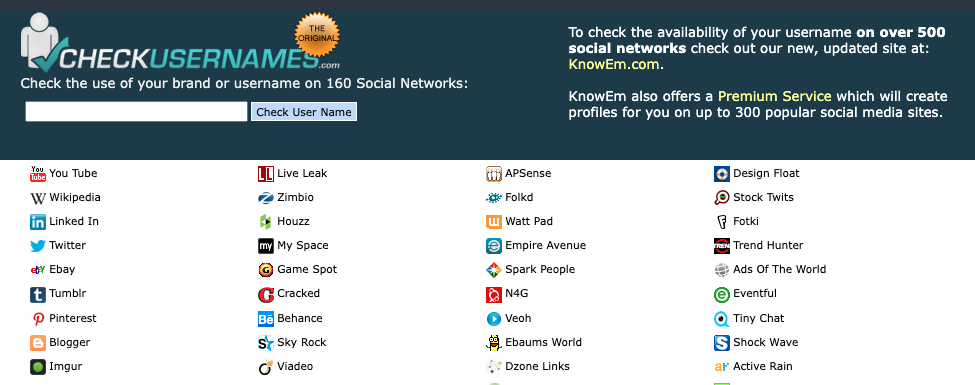 THE
ORIGINAL
CHECKUSERNAMES.com
Check the use of your brand or username on 160 Social Networks:
Check User Name
To check the availability of your username on over 500
social networks check out our new, updated site at:
KnowEm.com.
KnowEm also offers a Premium Service which will create
profiles for you on up to 300 popular social media sites.
You Tube
Wikipedia
Linked In
Twitter
Ebay
Tumblr
Pinterest
Blogger
Imgur
Live Leak
Zimbio
Houzz
My Space
Game Spot
Cracked
Behance
Sky Rock
Viadeo
APSense
Folkd
Watt Pad
Empire Avenue
Spark People
N4G
Veoh
Ebaums World
Dzone Links
Design Float
Stock Twits
Fotki
Trend Hunter
Ads Of The World
Eventful
Tiny Chat
Shock Wave
Active Rain